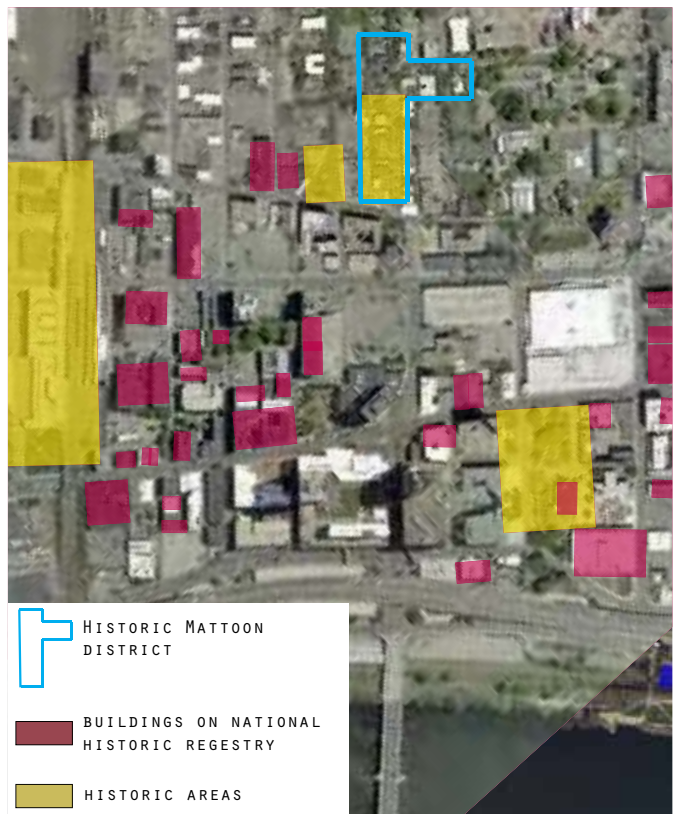 HISTORIC MATTOON
DISTRICT
BUILDINGS ON NATIONAL
HISTORIC REGESTRY
HISTORIC AREAS